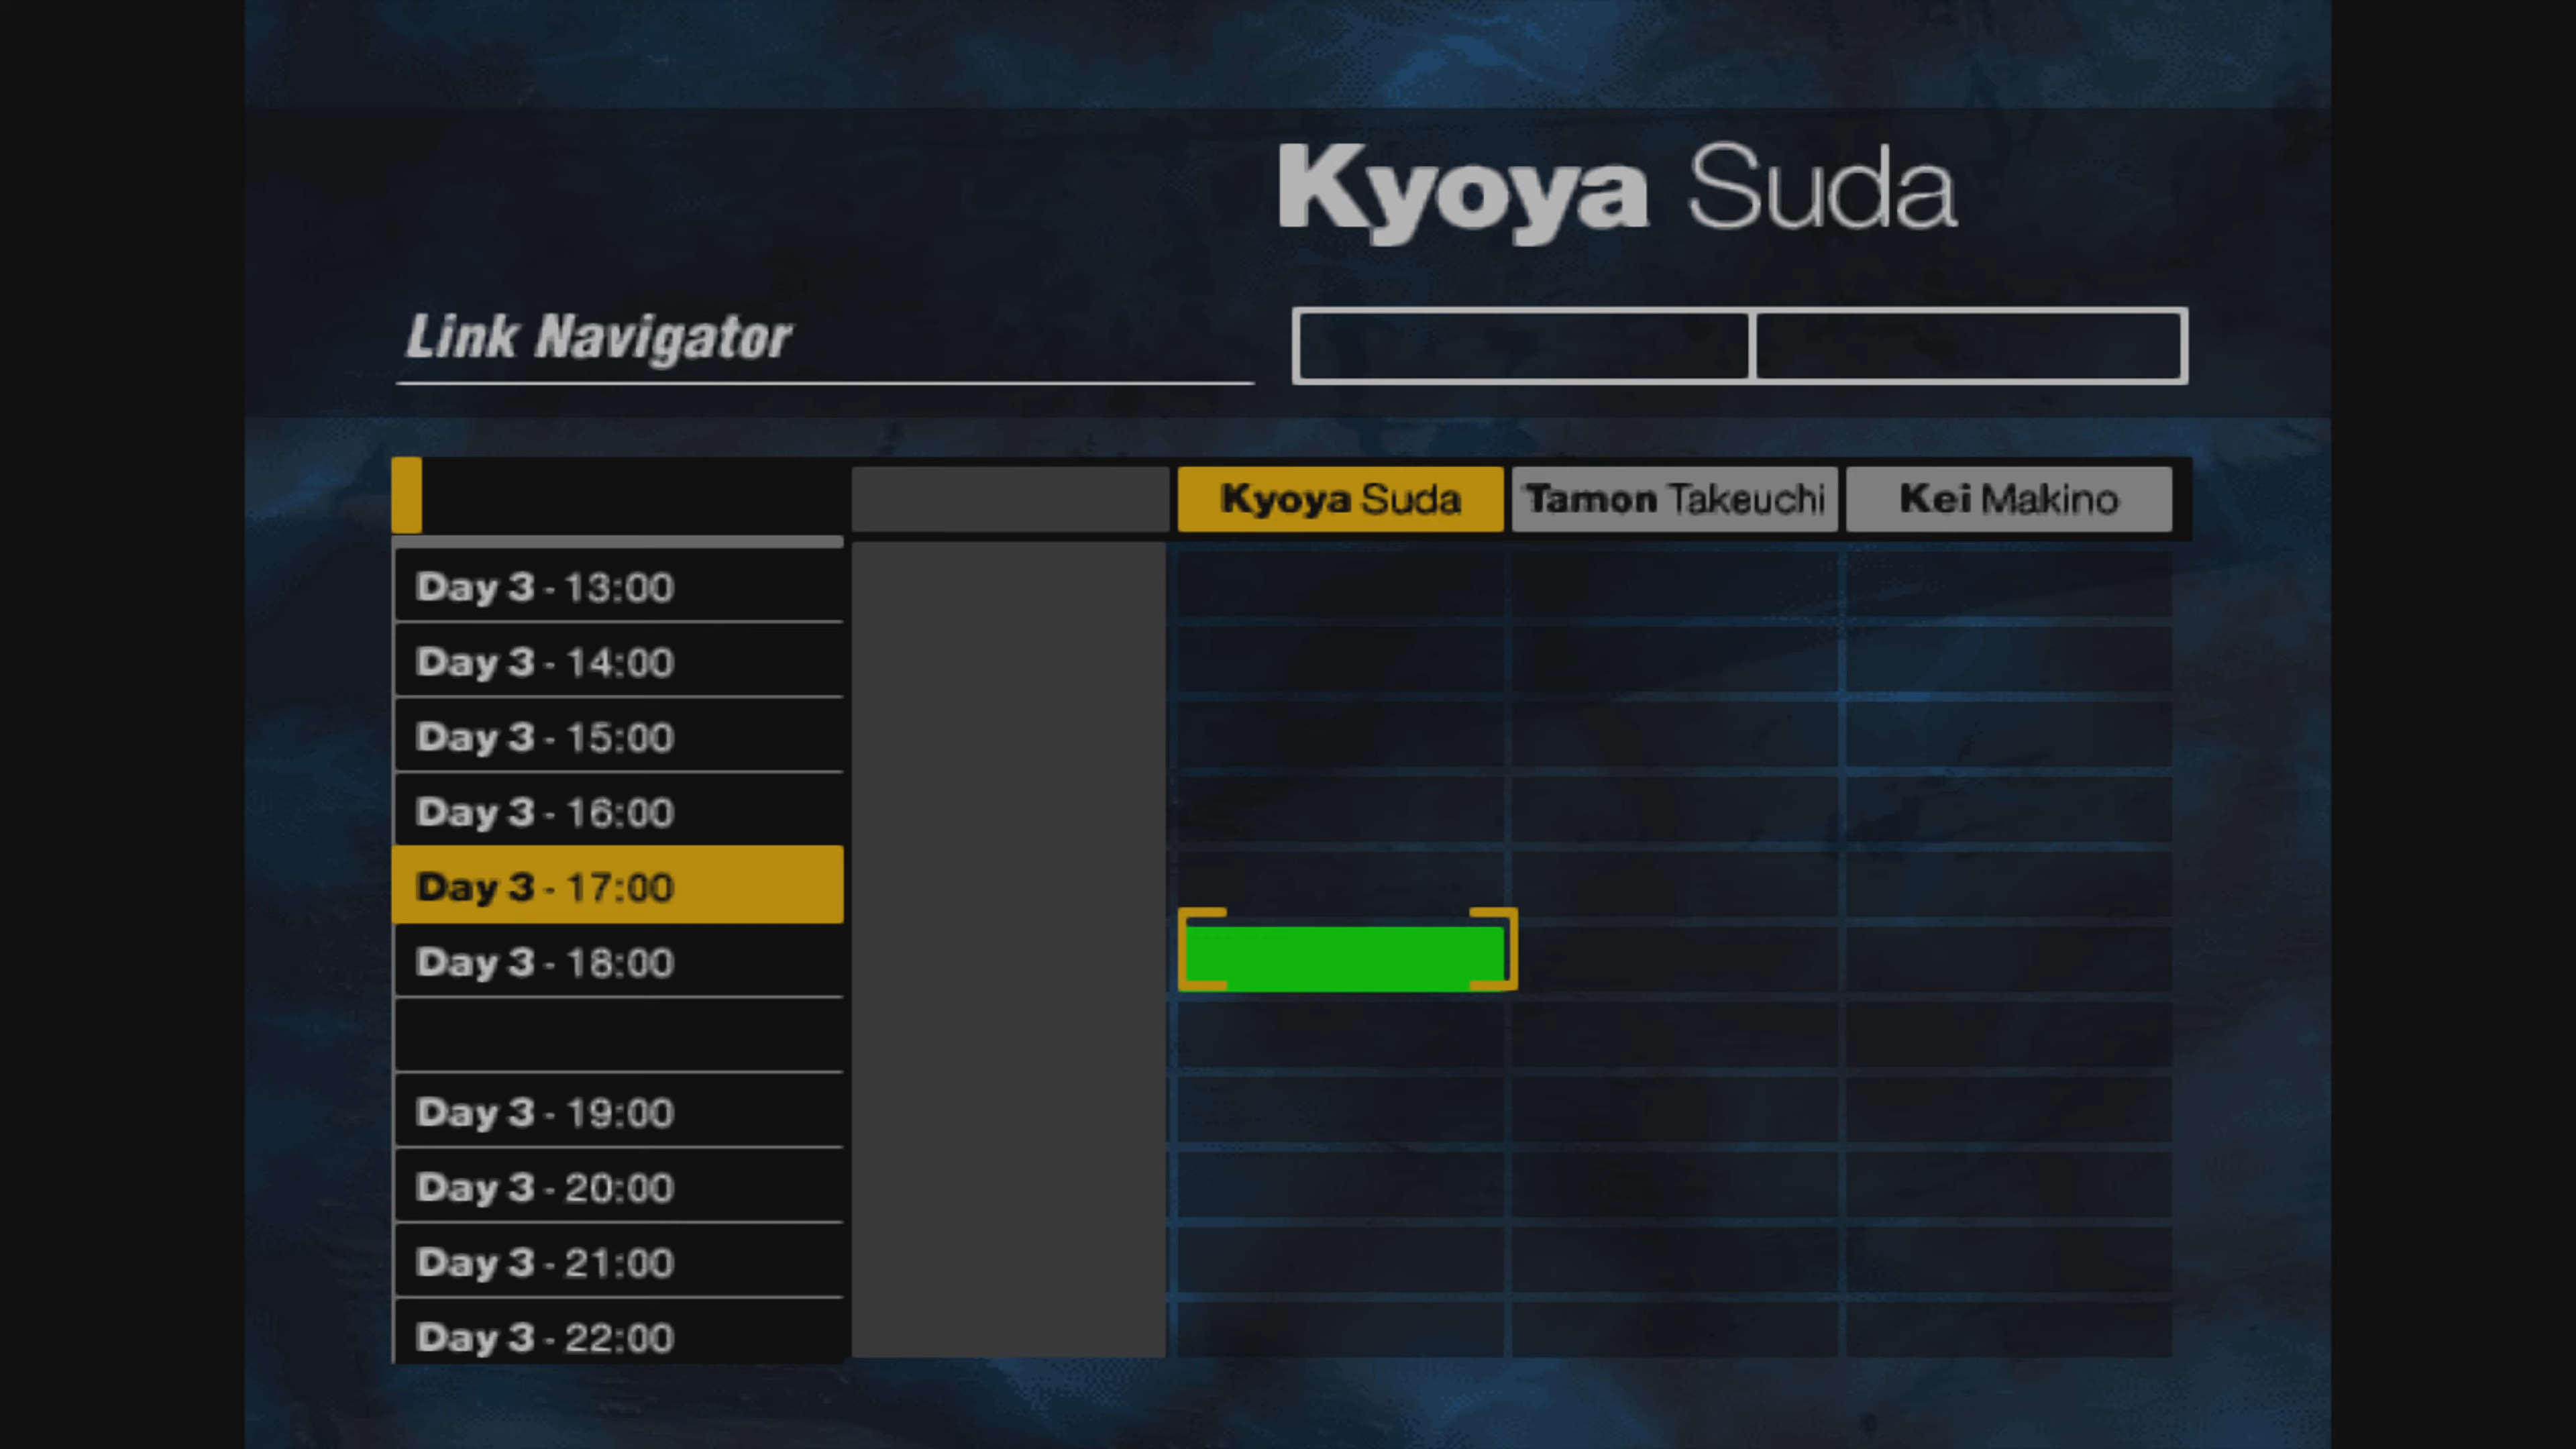 Kyoya Suda
Link Navigator
Kyoya Suda
Tamon Takeuchi
Kei Makino
Day 3 - 13:00
Day 3 - 14:00
Day 3 - 15:00
Day 3 - 16:00
Day 3 - 17:00
Day 3 - 18:00
Day 3 - 19:00
Day 3 - 20:00
Day 3 - 21:00
Day 3 - 22:00